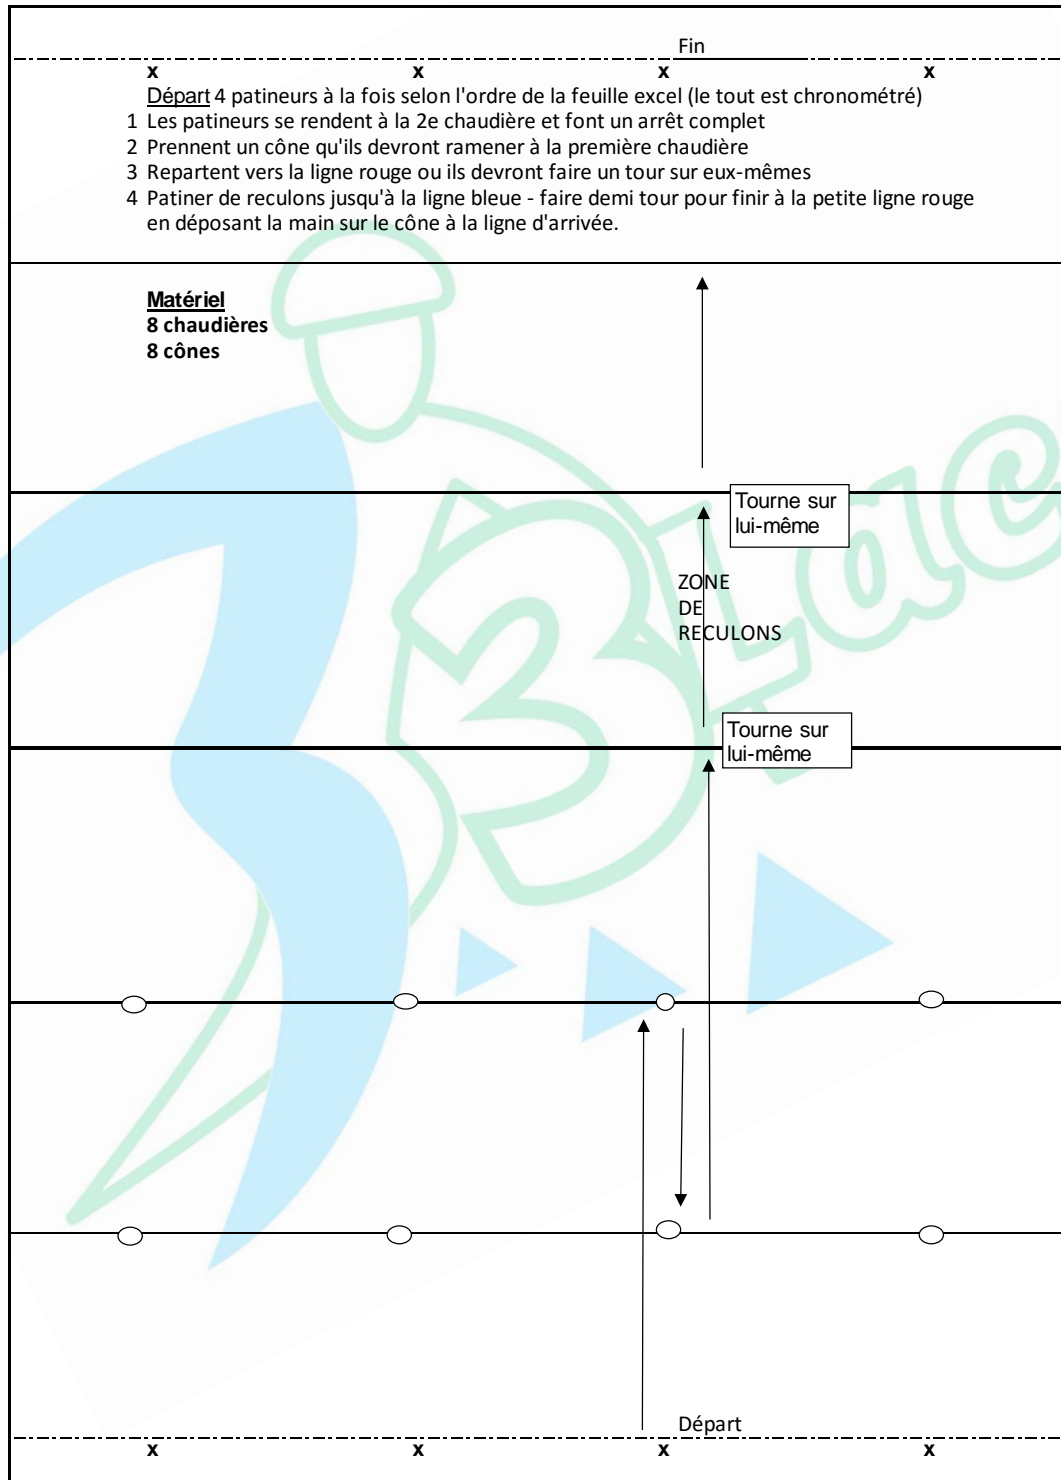 Fin
x x x x
Départ 4 patineurs à la fois selon l'ordre de la feuille excel (le tout est chronométré)
1 Les patineurs se rendent à la 2e chaudière et font un arrêt complet
2 Prennent un cône qu'ils devront ramener à la première chaudière
3 Repartent vers la ligne rouge ou ils devront faire un tour sur eux-mêmes
4 Patiner de reculons jusqu'à la ligne bleue - faire demi tour pour finir à la petite ligne rouge
en déposant la main sur le cône à la ligne d'arrivée.
Matériel
8 chaudières
8 cônes
Tourne sur
lui-même
ZONE
DE
RECULONS
Tourne sur
lui-même
3Lac
Départ
x x x x